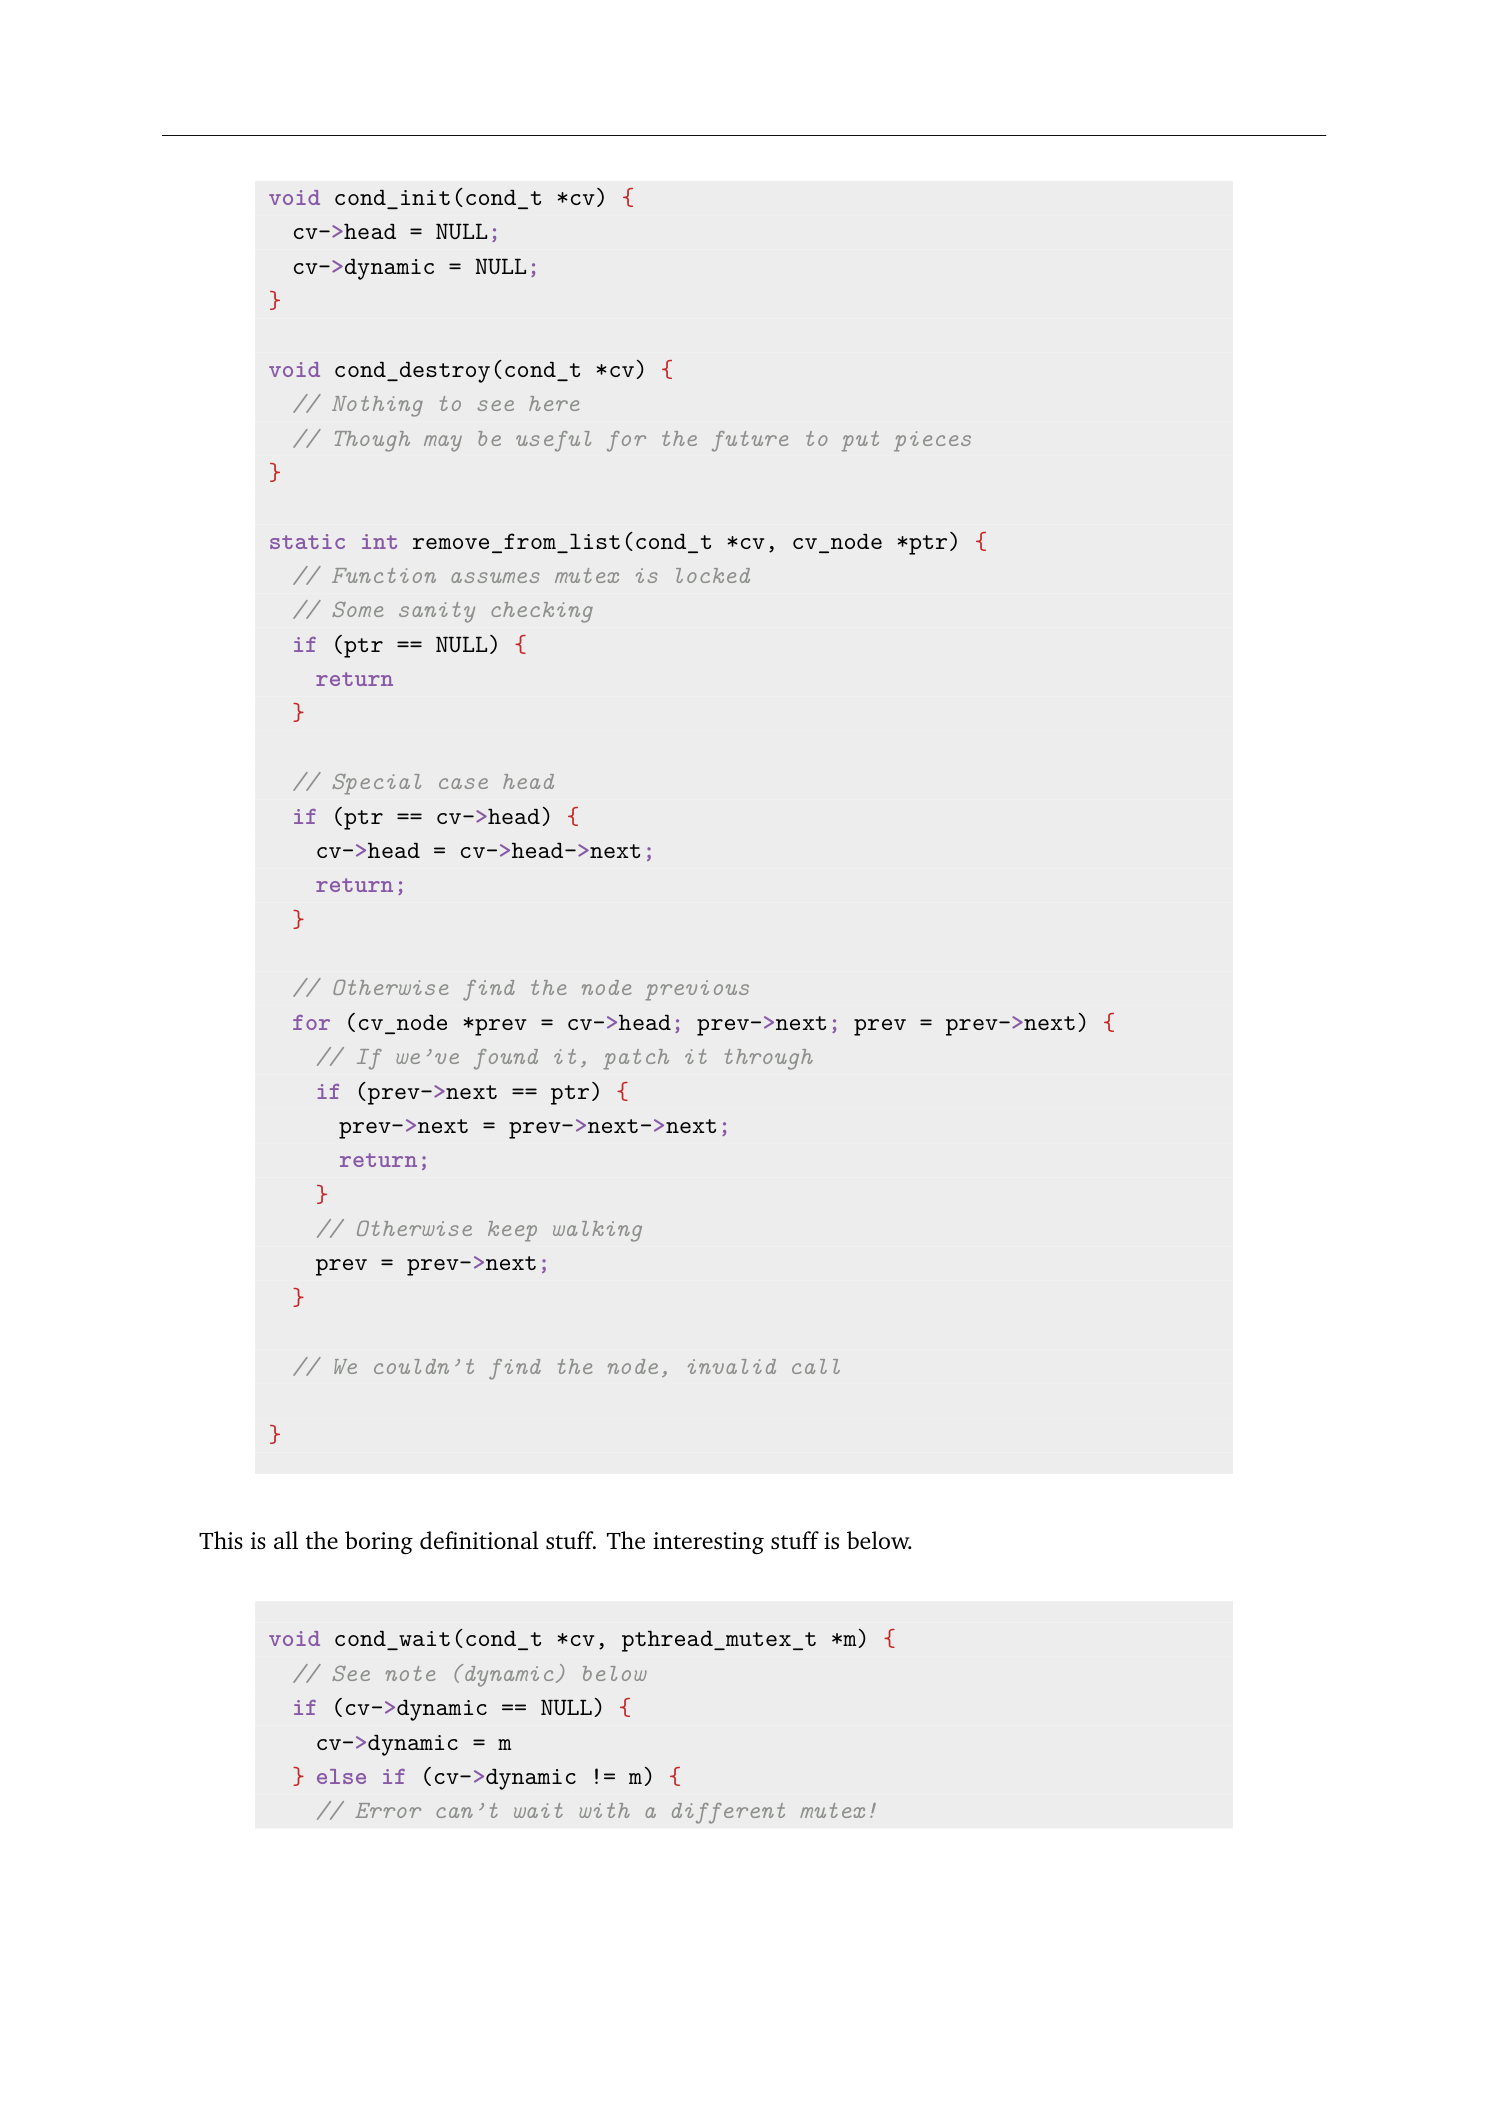 void cond_init(cond_t *cv) {
  cv->head = NULL;
  cv->dynamic = NULL;
}

void cond_destroy(cond_t *cv) {
  // Nothing to see here
  // Though may be useful for the future to put pieces
}

static int remove_from_list(cond_t *cv, cv_node *ptr) {
  // Function assumes mutex is locked
  // Some sanity checking
  if (ptr == NULL) {
    return
  }

  // Special case head
  if (ptr == cv->head) {
    cv->head = cv->head->next;
    return;
  }

  // Otherwise find the node previous
  for (cv_node *prev = cv->head; prev->next; prev = prev->next) {
    // If we've found it, patch it through
    if (prev->next == ptr) {
      prev->next = prev->next->next;
      return;
    }
    // Otherwise keep walking
    prev = prev->next;
  }

  // We couldn't find the node, invalid call

}

This is all the boring definitional stuff. The interesting stuff is below.

void cond_wait(cond_t *cv, pthread_mutex_t *m) {
  // See note (dynamic) below
  if (cv->dynamic == NULL) {
    cv->dynamic = m
  } else if (cv->dynamic != m) {
    // Error can't wait with a different mutex!